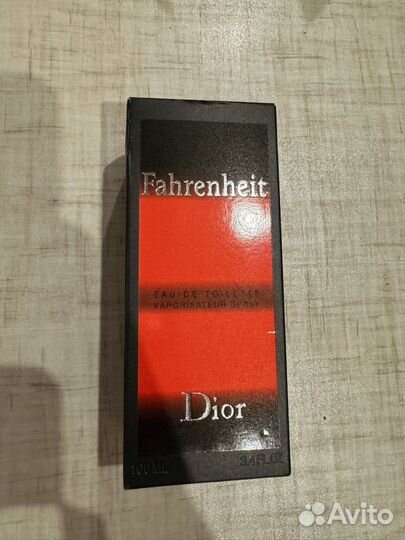 Fahrenheit
EAU DE TOILETTE
VAPORISATEUR SPRAY
Dior
100 ML 3.4 FL.OZ
Avito